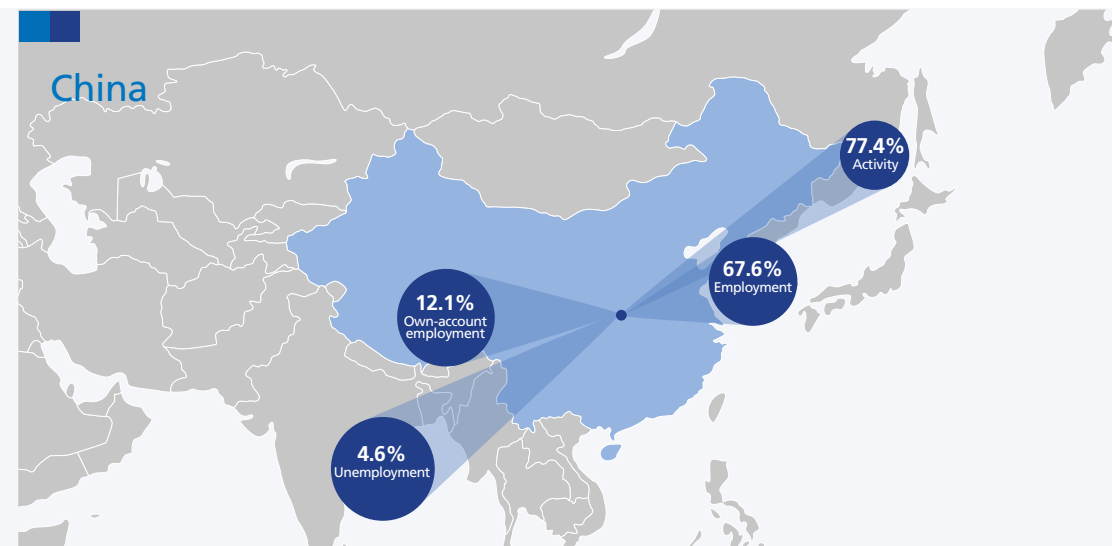 China
77.4%
Activity
67.6%
Employment
12.1%
Own-account
employment
4.6%
Unemployment